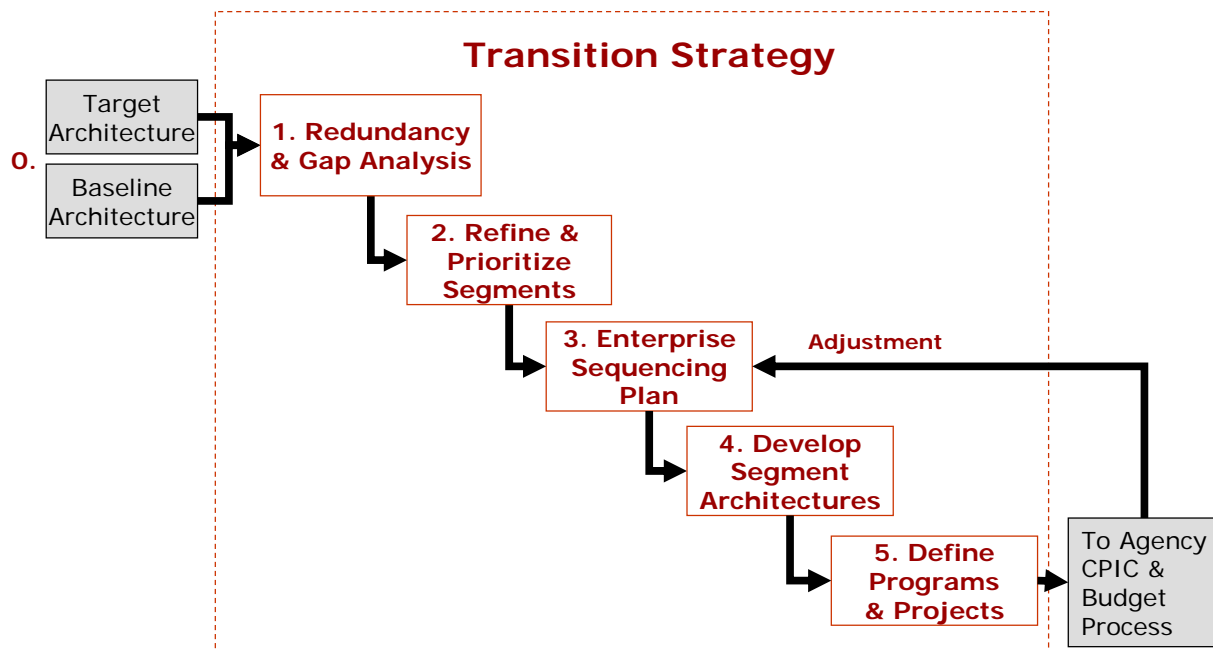 Transition Strategy
Target
Architecture
0.
Baseline
Architecture
1. Redundancy
& Gap Analysis
2. Refine &
Prioritize
Segments
3. Enterprise
Sequencing
Plan
Adjustment
4. Develop
Segment
Architectures
5. Define
Programs
& Projects
To Agency
CPIC &
Budget
Process